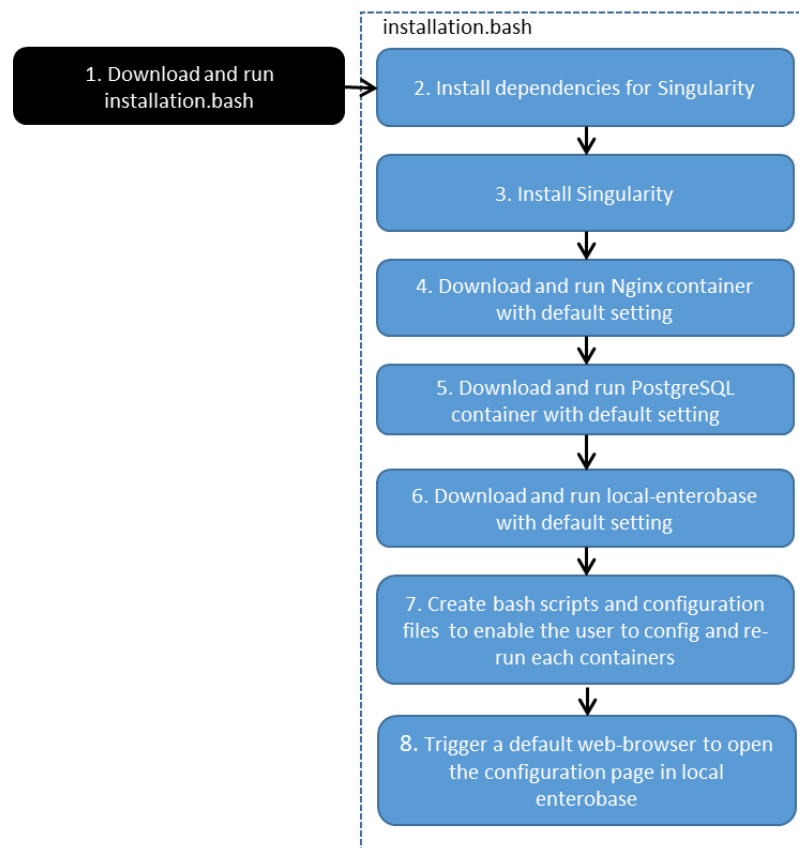 installation.bash
1. Download and run
installation.bash
2. Install dependencies for Singularity
3. Install Singularity
4. Download and run Nginx container
with default setting
5. Download and run PostgreSQL
container with default setting
6. Download and run local-enterobase
with default setting
7. Create bash scripts and configuration
files to enable the user to config and re-
run each containers
8. Trigger a default web-browser to open
the configuration page in local
enterobase